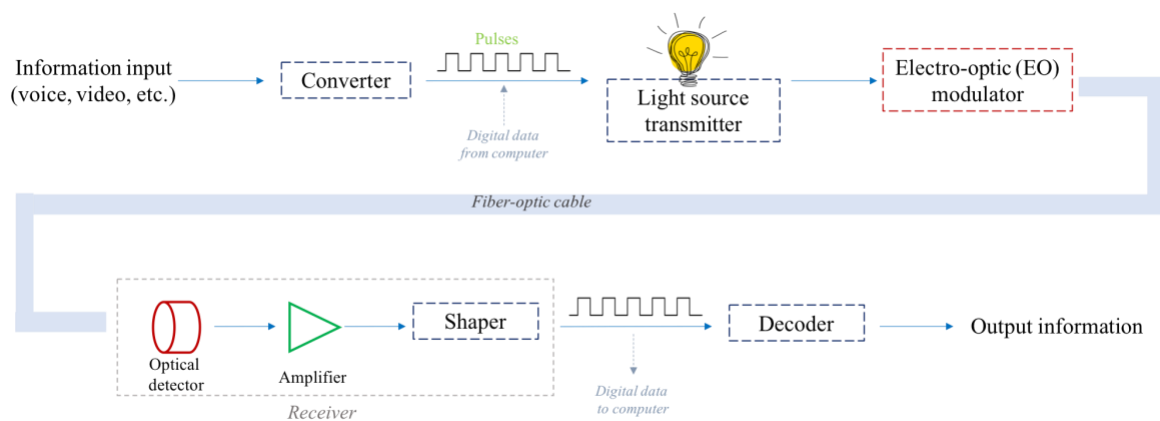 Pulses
Information input
(voice, video, etc.)
Converter
Light source
transmitter
Electro-optic (EO)
modulator
Digital data
from computer
Fiber-optic cable
Optical
detector
Amplifier
Shaper
Receiver
Decoder
Output information
Digital data
to computer